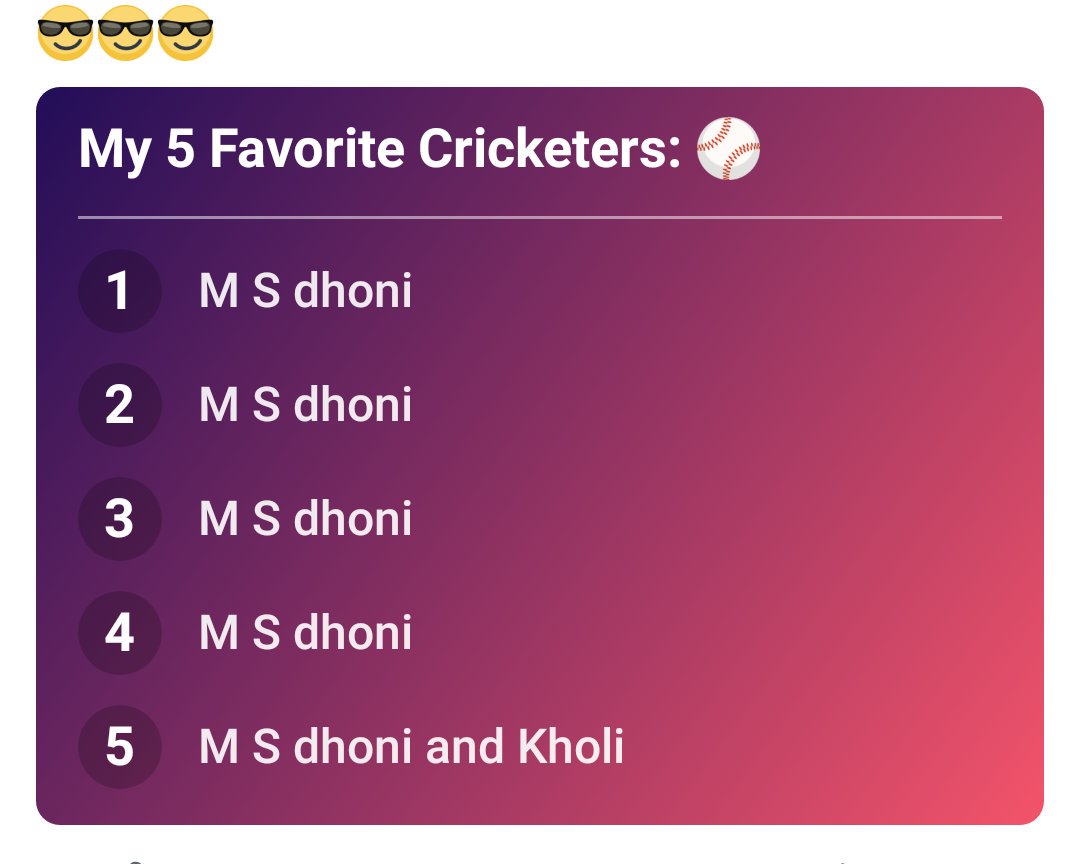 😎😎😎
My 5 Favorite Cricketers: ⚾
1 M S dhoni
2 M S dhoni
3 M S dhoni
4 M S dhoni
5 M S dhoni and Kholi